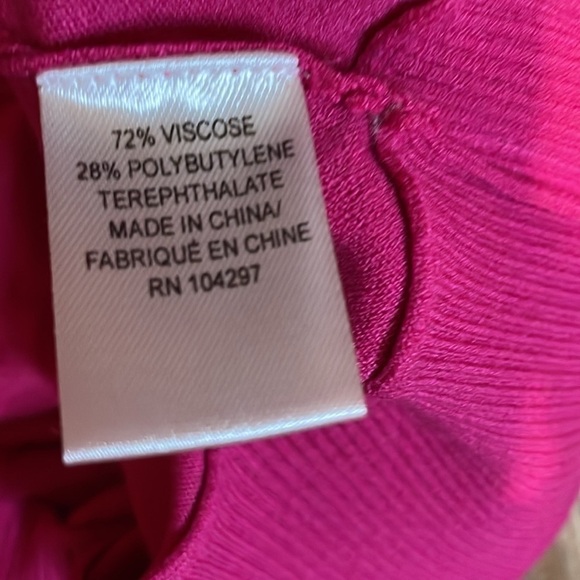 72% VISCOSE
28% POLYBUTYLENE
TEREPHTHALATE
MADE IN CHINA/
FABRIQUÉ EN CHINE
RN 104297